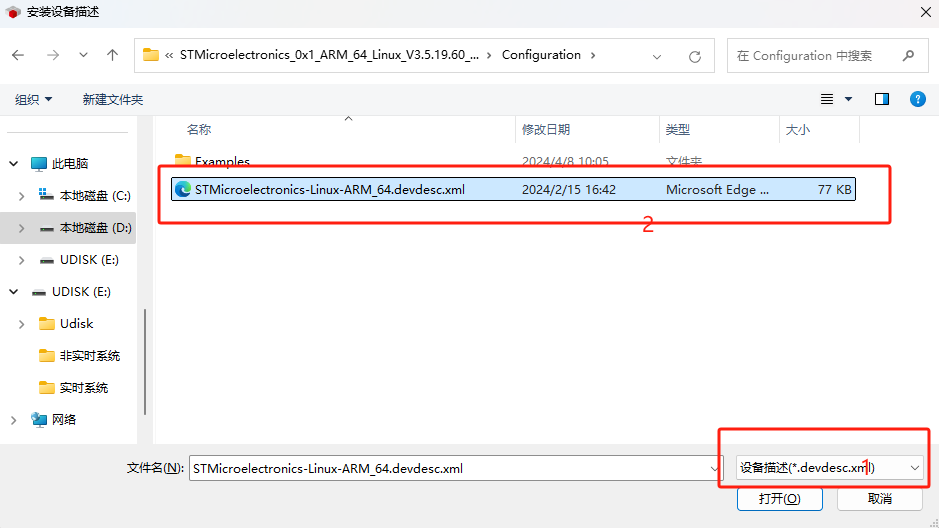 安装设备描述
« STMicroelectronics_0x1_ARM_64_Linux_V3.5.19.60_... › Configuration ›
在 Configuration 中搜索
组织 新建文件夹
名称 修改日期 类型 大小
Examples 2024/4/8 10:05 文件夹
STMicroelectronics-Linux-ARM_64.devdesc.xml 2024/2/15 16:42 Microsoft Edge ... 77 KB
2
此电脑
本地磁盘 (C:)
本地磁盘 (D:)
UDISK (E:)
UDISK (E:)
Udisk
非实时系统
实时系统
网络
文件名(N): STMicroelectronics-Linux-ARM_64.devdesc.xml
设备描述(*.devdesc.xml)
1
打开(O) 取消